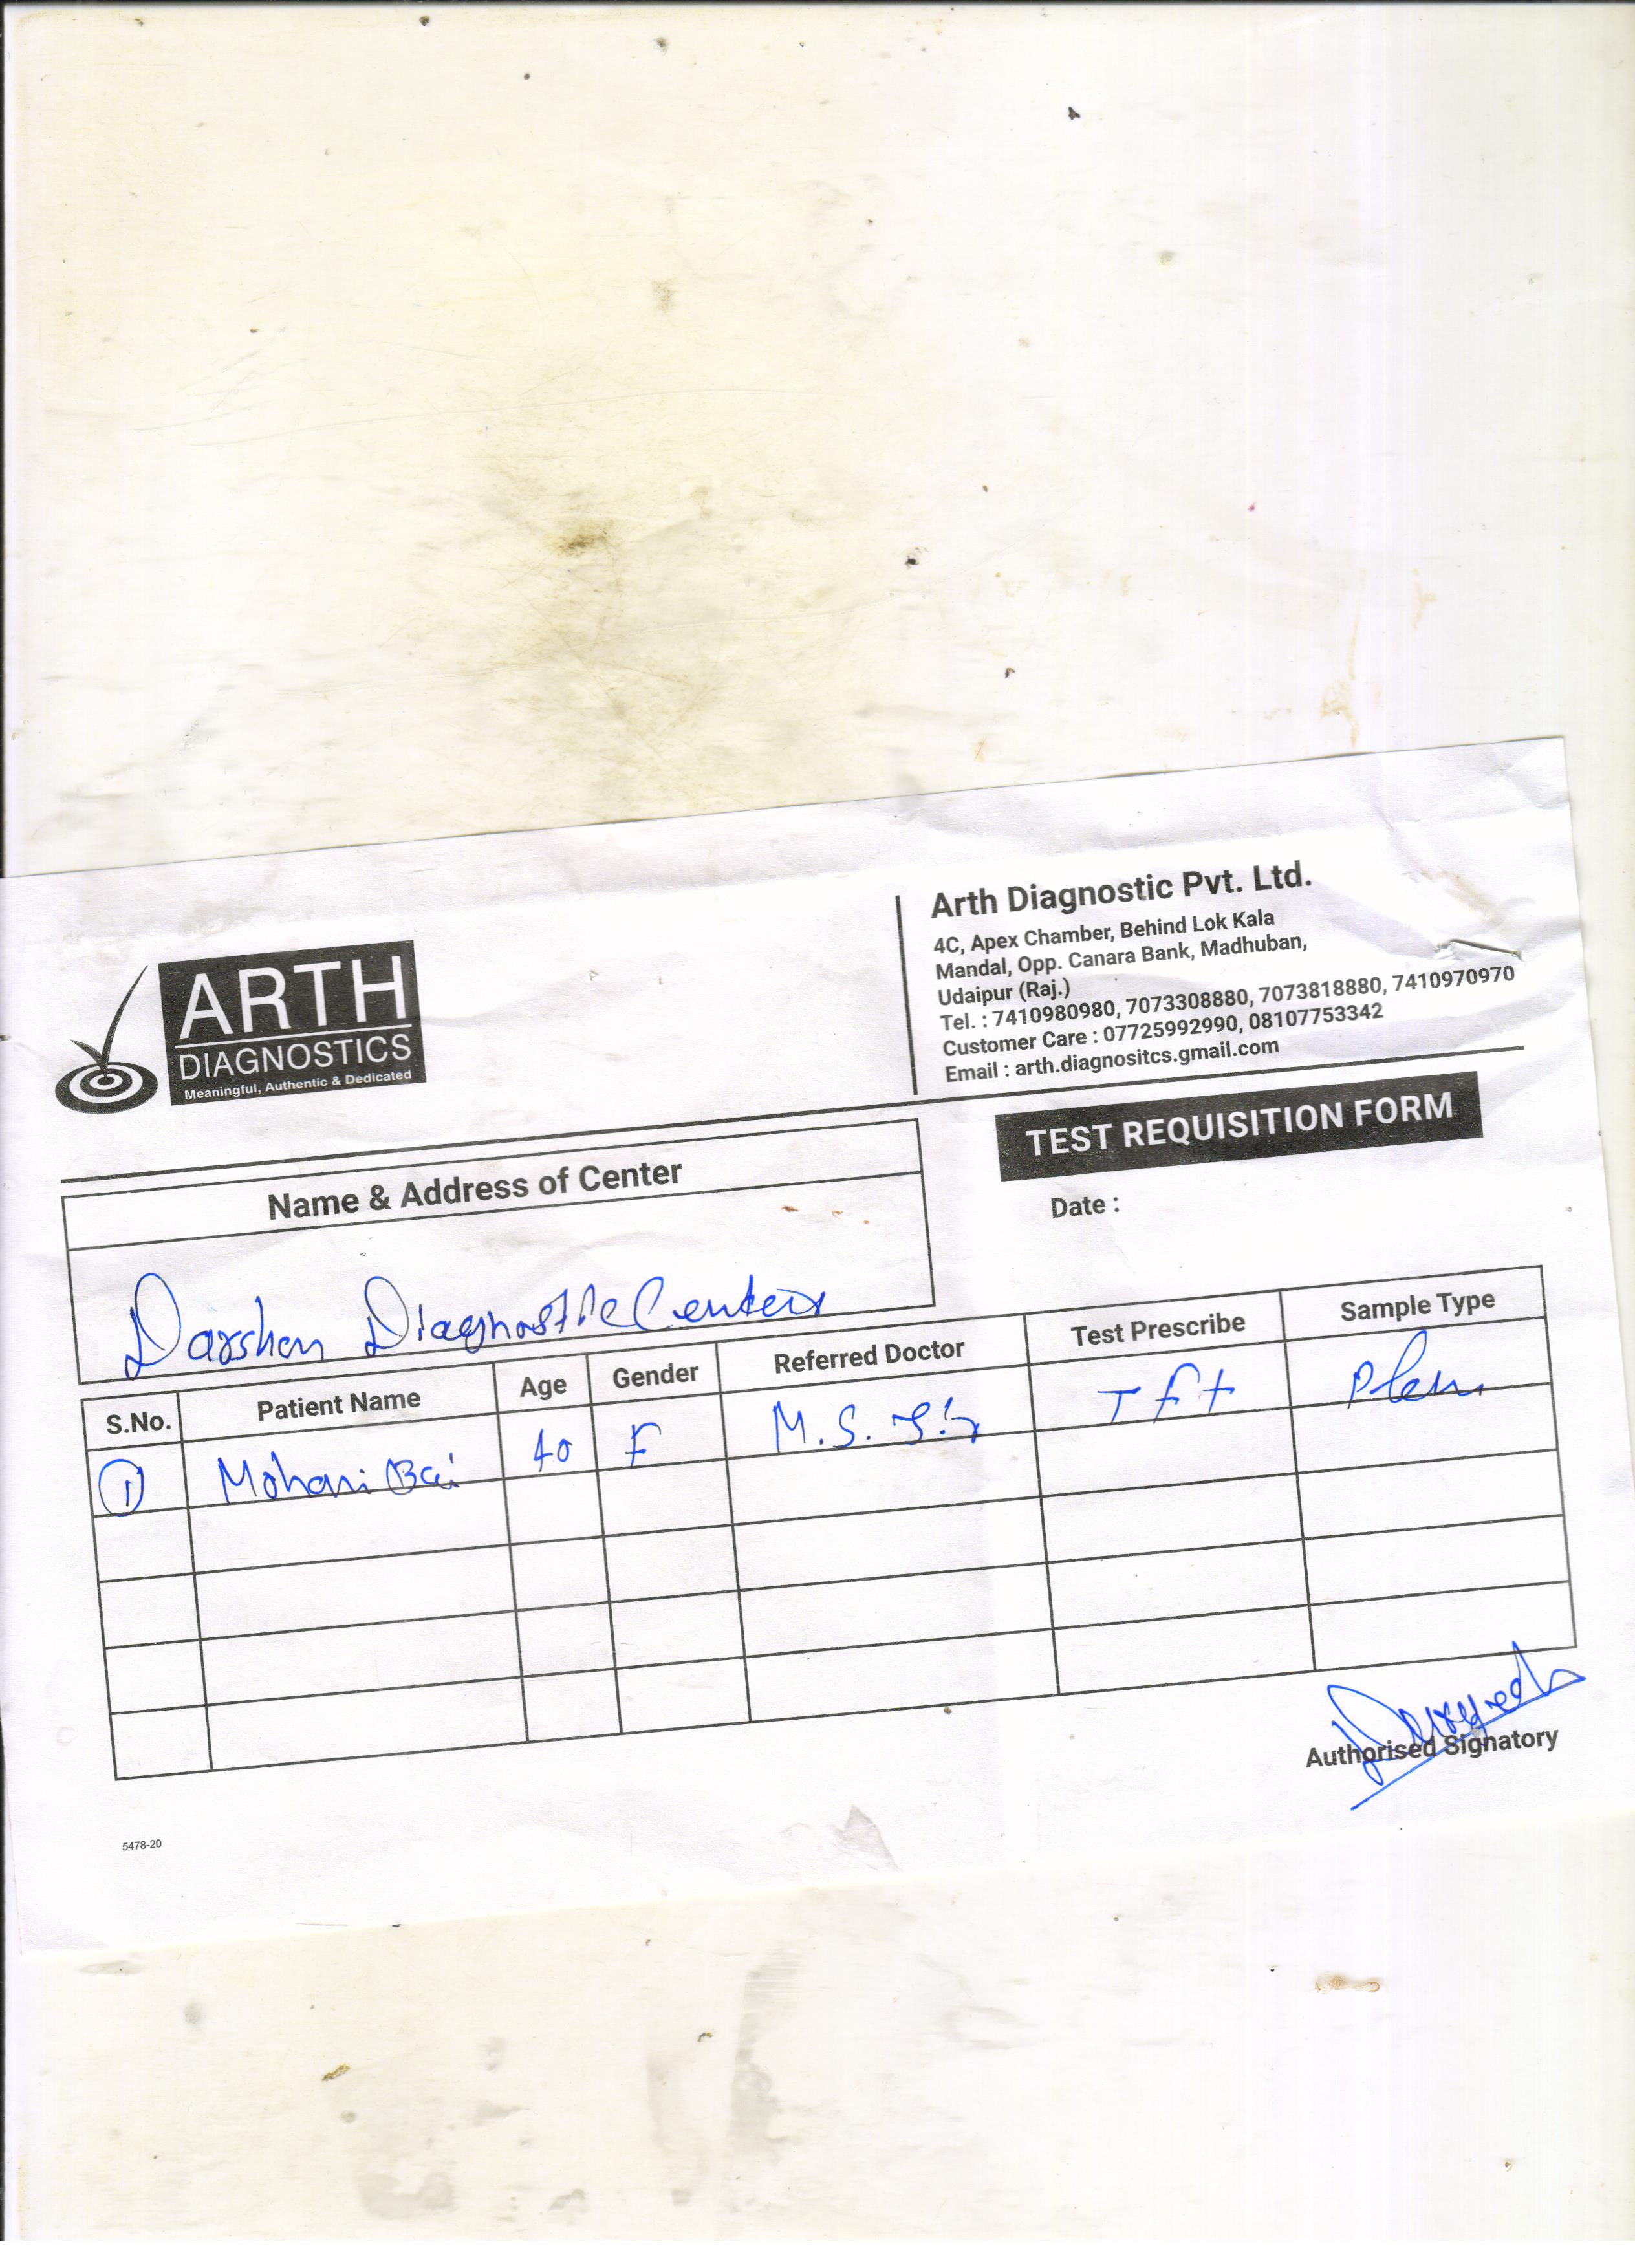 ARTH
DIAGNOSTICS
Meaningful, Authentic & Dedicated
Arth Diagnostic Pvt. Ltd.
4C, Apex Chamber, Behind Lok Kala
Mandal, Opp. Canara Bank, Madhuban,
Udaipur (Raj.)
Tel. : 7410980980, 7073308880, 7073818880, 7410970970
Customer Care : 07725992990, 08107753342
Email : arth.diagnositcs.gmail.com
TEST REQUISITION FORM
Date :
Name & Address of Center
Darshan Diagnostic Center
S.No. Patient Name Age Gender Referred Doctor Test Prescribe Sample Type
1 Mohani Bai 40 F M. S. Tft
Authorised Signatory
5478-20